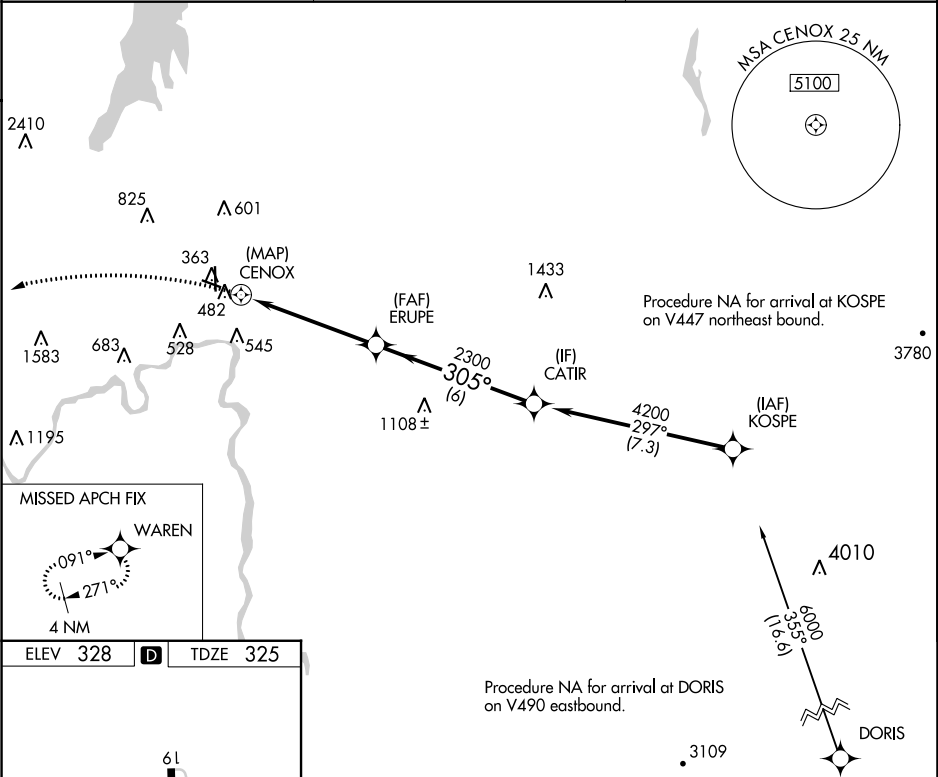 MSA CENOX 25 NM
5100
2410
825
601
363
(MAP)
CENOX
482
1433
(FAF)
ERUPE
Procedure NA for arrival at KOSPE
on V447 northeast bound.
3780
1583
683
528
545
2300
305°
(6)
(IF)
CATIR
1108 ±
4200
297°
(7.3)
(IAF)
KOSPE
1195
MISSED APCH FIX
WAREN
091°
271°
4 NM
4010
6000
355°
(16.6)
ELEV 328
D
TDZE 325
Procedure NA for arrival at DORIS
on V490 eastbound.
DORIS
3109
19